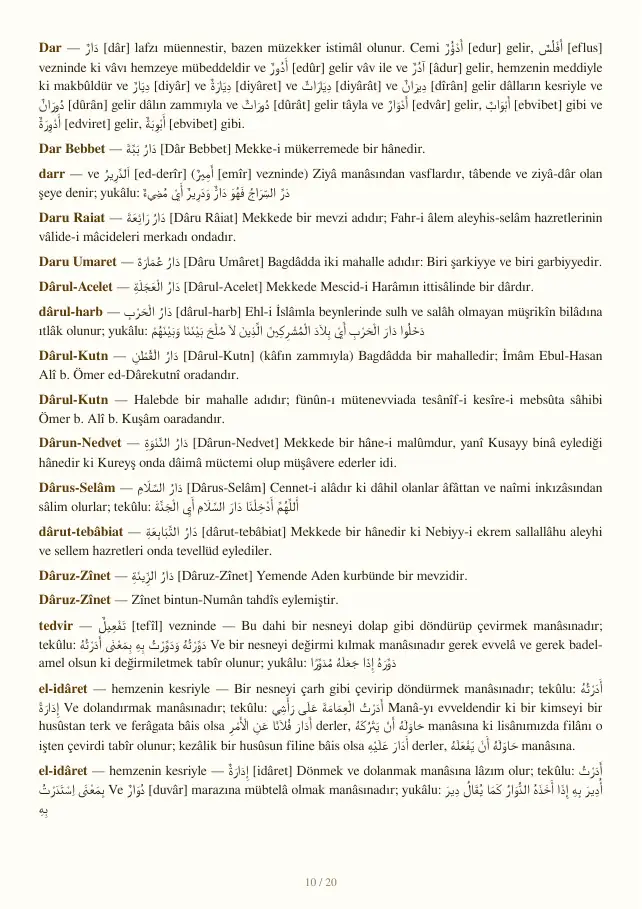 Dar — دَارٌ [dâr] lafzı müennestir, bazen müzekker istimâl olunur. Cemi أَدْؤُرٌ [edur] gelir, أَفْلُسٌ [eflus]
vezninde ki vâvı hemzeye mübeddeldir ve أَدُورٌ [edûr] gelir vâv ile ve آدُرٌ [âdur] gelir, hemzenin meddiyle
ki makbûldür ve دِيَارٌ [diyâr] ve دِيَارَةٌ [diyâret] ve دِيَارَاتٌ [diyârât] ve دِيرَانٌ [dîrân] gelir dâlların kesriyle ve
دُورَانٌ [dûrân] gelir dâlın zammıyla ve دُورَاتٌ [dûrât] gelir tâyla ve أَدْوَارٌ [edvâr] gelir, أَبْوَابٌ [ebvibet] gibi ve
أَدْوِرَةٌ [edviret] gelir, أَبْوِبَةٌ [ebvibet] gibi.
Dar Bebbet — دَارُ بَبَّةَ [Dâr Bebbet] Mekke-i mükerremede bir hânedir.
darr — ve اَلدَّرِيرُ [ed-derîr] (أَمِيرٌ [emîr] vezninde) Ziyâ manâsından vasflardır, tâbende ve ziyâ-dâr olan
şeye denir; yukâlu: دَرَّ السِّرَاجُ فَهُوَ دَارٌّ وَدَرِيرٌ أَيْ مُضِيءٌ
Daru Raiat — دَارُ رَائِعَةَ [Dâru Râiat] Mekkede bir mevzi adıdır; Fahr-i âlem aleyhis-selâm hazretlerinin
vâlide-i mâcideleri merkadı ondadır.
Daru Umaret — دَارُ عُمَارَةَ [Dâru Umâret] Bagdâdda iki mahalle adıdır: Biri şarkiyye ve biri garbiyyedir.
Dârul-Acelet — دَارُ الْعَجَلَةِ [Dârul-Acelet] Mekkede Mescid-i Harâmın ittisâlinde bir dârdır.
dârul-harb — دَارُ الْحَرْبِ [dârul-harb] Ehl-i İslâmla beynlerinde sulh ve salâh olmayan müşrikîn bilâdına
ıtlâk olunur; yukâlu: دَخَلُوا دَارَ الْحَرْبِ أَيْ بِلاَدَ الْمُشْرِكِينَ الَّذِينَ لاَ صُلْحَ بَيْنَنَا وَبَيْنَهُمْ
Dârul-Kutn — دَارُ الْقُطْنِ [Dârul-Kutn] (kâfın zammıyla) Bagdâdda bir mahalledir; İmâm Ebul-Hasan
Alî b. Ömer ed-Dârekutnî oradandır.
Dârul-Kutn — Halebde bir mahalle adıdır; fünûn-ı mütenevviada tesânîf-i kesîre-i mebsûta sâhibi
Ömer b. Alî b. Kuşâm oaradandır.
Dârun-Nedvet — دَارُ النَّدْوَةِ [Dârun-Nedvet] Mekkede bir hâne-i malûmdur, yanî Kusayy binâ eylediği
hânedir ki Kureyş onda dâimâ müctemi olup müşâvere ederler idi.
Dârus-Selâm — دَارُ السَّلاَمِ [Dârus-Selâm] Cennet-i alâdır ki dâhil olanlar âfâttan ve naîmi inkızâsından
sâlim olurlar; tekûlu: أَللَّهُمَّ أَدْخِلْنَا دَارَ السَّلاَمِ أَيِ الْجَنَّةَ
dârut-tebâbiat — دَارُ التَّبَابِعَةِ [dârut-tebâbiat] Mekkede bir hânedir ki Nebiyy-i ekrem sallallâhu aleyhi
ve sellem hazretleri onda tevellüd eylediler.
Dâruz-Zînet — دَارُ الزِّينَةِ [Dâruz-Zînet] Yemende Aden kurbünde bir mevzidir.
Dâruz-Zînet — Zînet bintun-Numân tahdîs eylemiştir.
tedvir — تَفْعِيلٌ [tefîl] vezninde — Bu dahi bir nesneyi dolap gibi döndürüp çevirmek manâsınadır;
tekûlu: دَوَّرْتُهُ وَدَوَّرْتُ بِهِ بِمَعْنَى أَدَرْتُهُ Ve bir nesneyi değirmi kılmak manâsınadır gerek evvelâ ve gerek badel-
amel olsun ki değirmiletmek tabîr olunur; yukâlu: دَوَّرَهُ إِذَا جَعَلَهُ مُدَوَّرًا
el-idâret — hemzenin kesriyle — Bir nesneyi çarh gibi çevirip döndürmek manâsınadır; tekûlu: أَدَرْتُهُ
إِدَارَةً Ve dolandırmak manâsınadır; tekûlu: أَدَرْتُ الْعِمَامَةَ عَلَى رَأْسِي Manâ-yı evveldendir ki bir kimseyi bir
husûstan terk ve ferâgata bâis olsa أَدَارَ فُلاَنًا عَنِ الْأَمْرِ derler, حَاوَلَهُ أَنْ يَتْرُكَهُ manâsına ki lisânımızda filânı o
işten çevirdi tabîr olunur; kezâlik bir husûsun filine bâis olsa أَدَارَ عَلَيْهِ derler, حَاوَلَهُ أَنْ يَفْعَلَهُ manâsına.
el-idâret — hemzenin kesriyle — إِدَارَةٌ [idâret] Dönmek ve dolanmak manâsına lâzım olur; tekûlu: أَدَرْتُ
بِمَعْنَى اِسْتَدَرْتُ Ve دُوَارٌ [duvâr] marazına mübtelâ olmak manâsınadır; yukâlu: أُدِيرَ بِهِ إِذَا أَخَذَهُ الدُّوَارُ كَمَا يُقَالُ دِيرَ
بِهِ
10 / 20